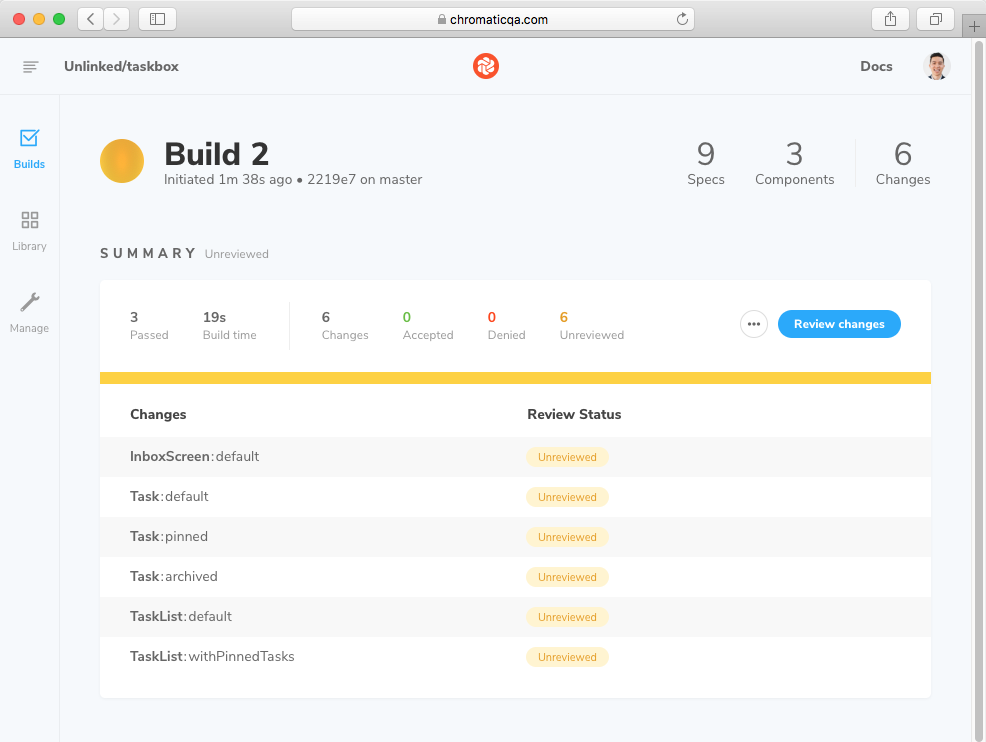 chromaticqa.com
Unlinked/taskbox
Docs
Builds
Library
Manage
Build 2
Initiated 1m 38s ago • 2219e7 on master
9 3 6
Specs Components Changes
SUMMARY Unreviewed
3 19s 6 0 0 6
Passed Build time Changes Accepted Denied Unreviewed
Review changes
Changes Review Status
InboxScreen:default Unreviewed
Task:default Unreviewed
Task:pinned Unreviewed
Task:archived Unreviewed
TaskList:default Unreviewed
TaskList:withPinnedTasks Unreviewed